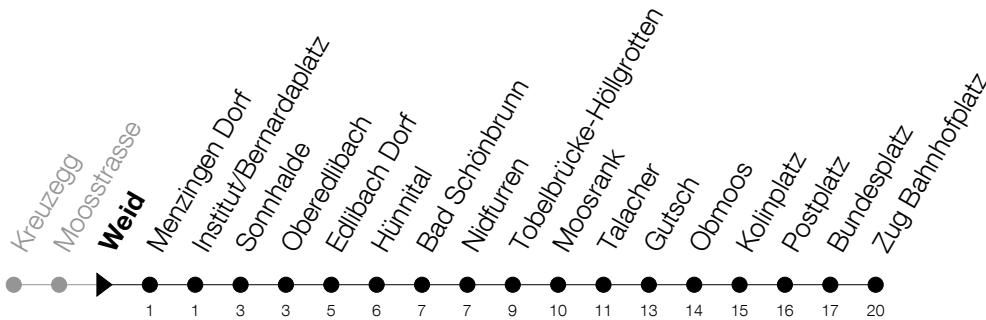 Kreuzegg
Moosstrasse
Weid
Menzingen Dorf
Institut/Bernardaplatz
Sonnhalde
Oberedlibach
Edlibach Dorf
Hünnital
Bad Schönbrunn
Nidfurren
Tobelbrücke-Höllgrotten
Moosrank
Talacher
Gutsch
Obmoos
Kolinplatz
Postplatz
Bundesplatz
Zug Bahnhofplatz
1 1 3 3 5 6 7 7 9 10 11 13 14 15 16 17 20